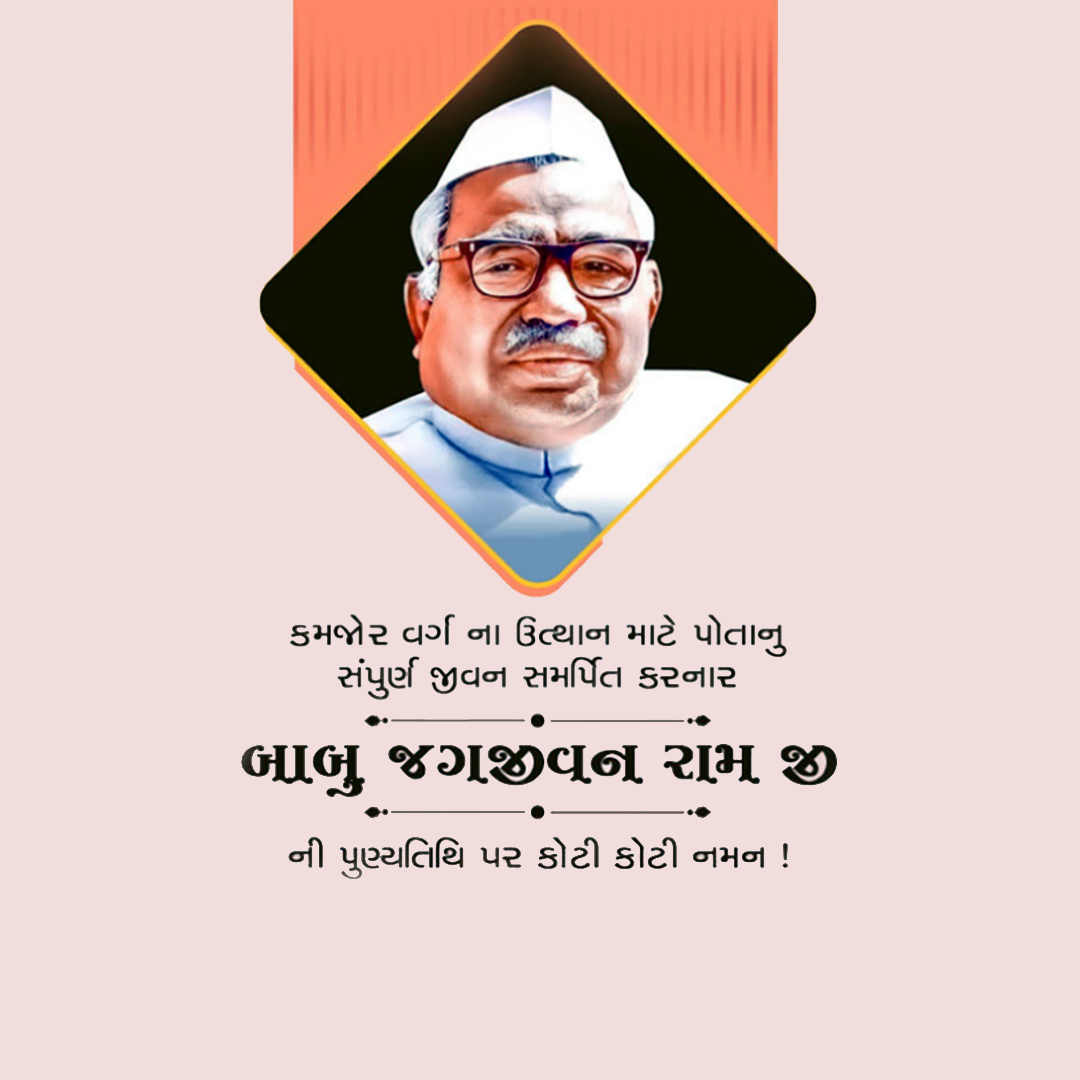 કમજોર વર્ગ ના ઉત્થાન માટે પોતાનુ
સંપુર્ણ જીવન સમર્પિત કરનાર
બાબુ જગજીવન રામ જી
ની પુણ્યતિથિ પર કોટી કોટી નમન !